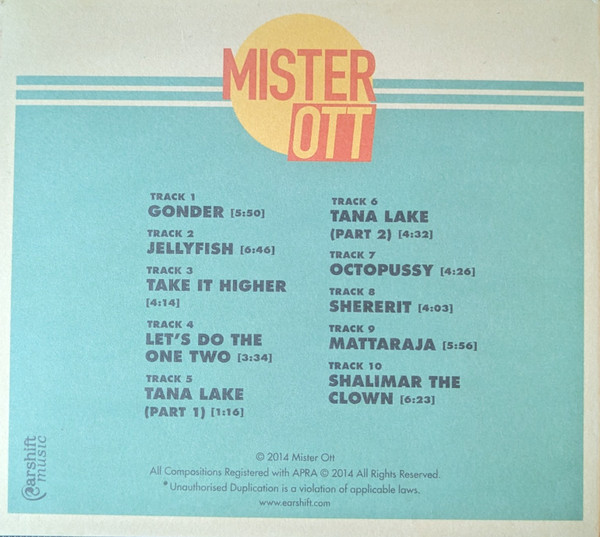 MISTER
OTT
TRACK 1
GONDER [5:50]
TRACK 2
JELLYFISH [6:46]
TRACK 3
TAKE IT HIGHER
[4:14]
TRACK 4
LET'S DO THE
ONE TWO [3:34]
TRACK 5
TANA LAKE
(PART 1) [1:16]
TRACK 6
TANA LAKE
(PART 2) [4:32]
TRACK 7
OCTOPUSSY [4:26]
TRACK 8
SHERERIT [4:03]
TRACK 9
MATTARAJA [5:56]
TRACK 10
SHALIMAR THE
CLOWN [6:23]
earshift
music
© 2014 Mister Ott
All Compositions Registered with APRA © 2014 All Rights Reserved.
*Unauthorised Duplication is a violation of applicable laws.
www.earshift.com